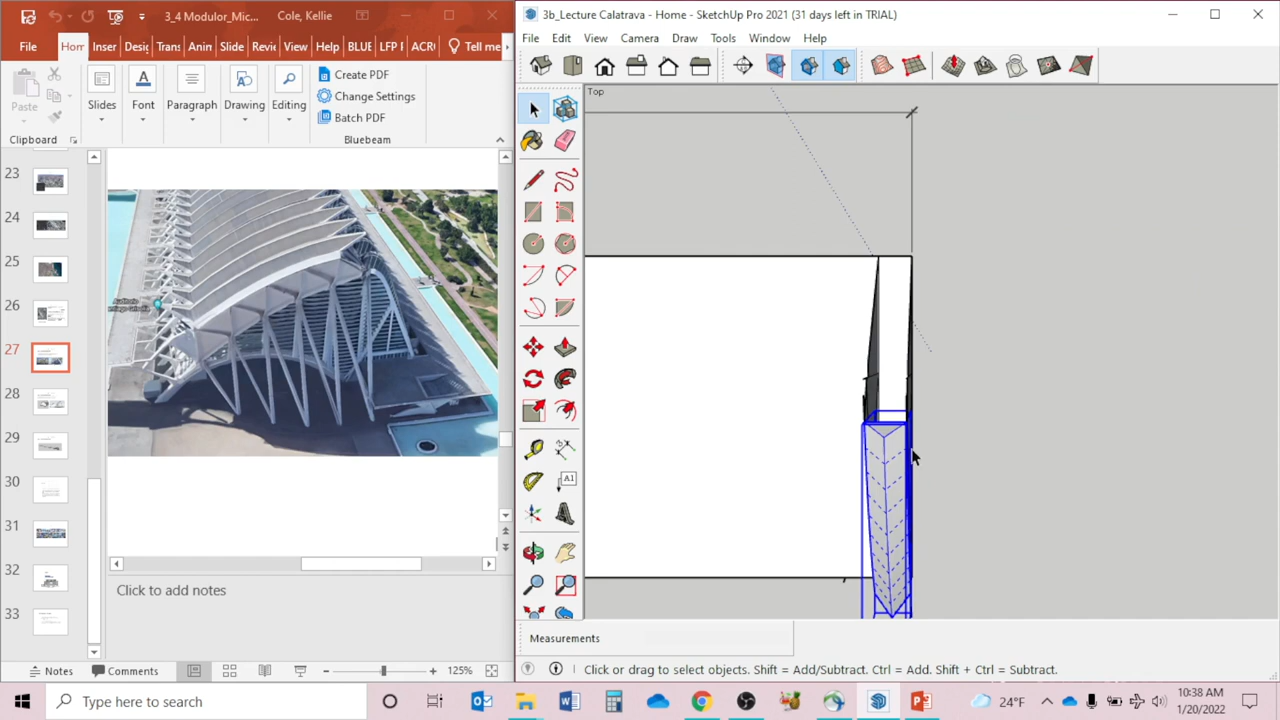 3_4 Modulor_Mic...
Cole, Kellie
File
Hom
Inser
Desig
Trans
Anin
Slide
Revie
View
Help
BLUE
LFP I
ACRO
Tell me
Paste
Slides
Font
Paragraph
Drawing
Editing
Create PDF
Change Settings
Batch PDF
Clipboard
Bluebeam
23
24
25
26
27
28
29
30
31
32
33
Click to add notes
Notes
Comments
125%
3b_Lecture Calatrava - Home - SketchUp Pro 2021 (31 days left in TRIAL)
File Edit View Camera Draw Tools Window Help
Top
A1
Measurements
Click or drag to select objects. Shift = Add/Subtract. Ctrl = Add. Shift + Ctrl = Subtract.
Type here to search
24°F
10:38 AM
1/20/2022